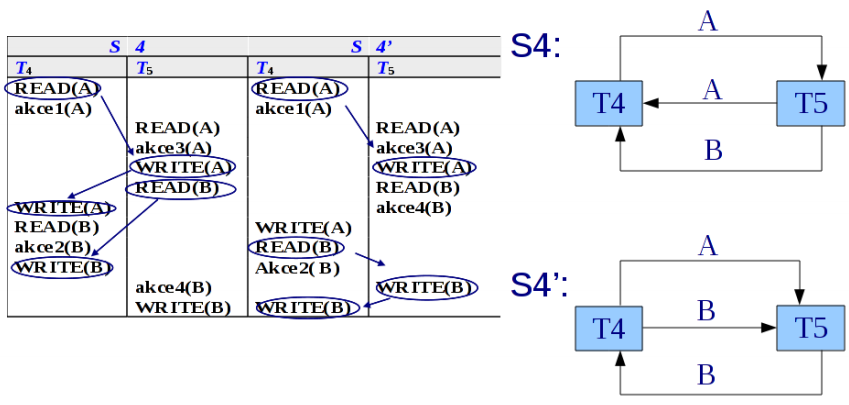 S 4 S 4’
T4 T5 T4 T5
READ(A) READ(A)
akce1(A) akce1(A)
READ(A) READ(A)
akce3(A) akce3(A)
WRITE(A) WRITE(A)
READ(B) READ(B)
WRITE(A) akce4(B)
READ(B) WRITE(A)
akce2(B) READ(B)
WRITE(B) Akce2( B)
akce4(B) WRITE(B)
WRITE(B) WRITE(B)
S4:
A
T4 A T5
B
S4’:
A
T4 B T5
B